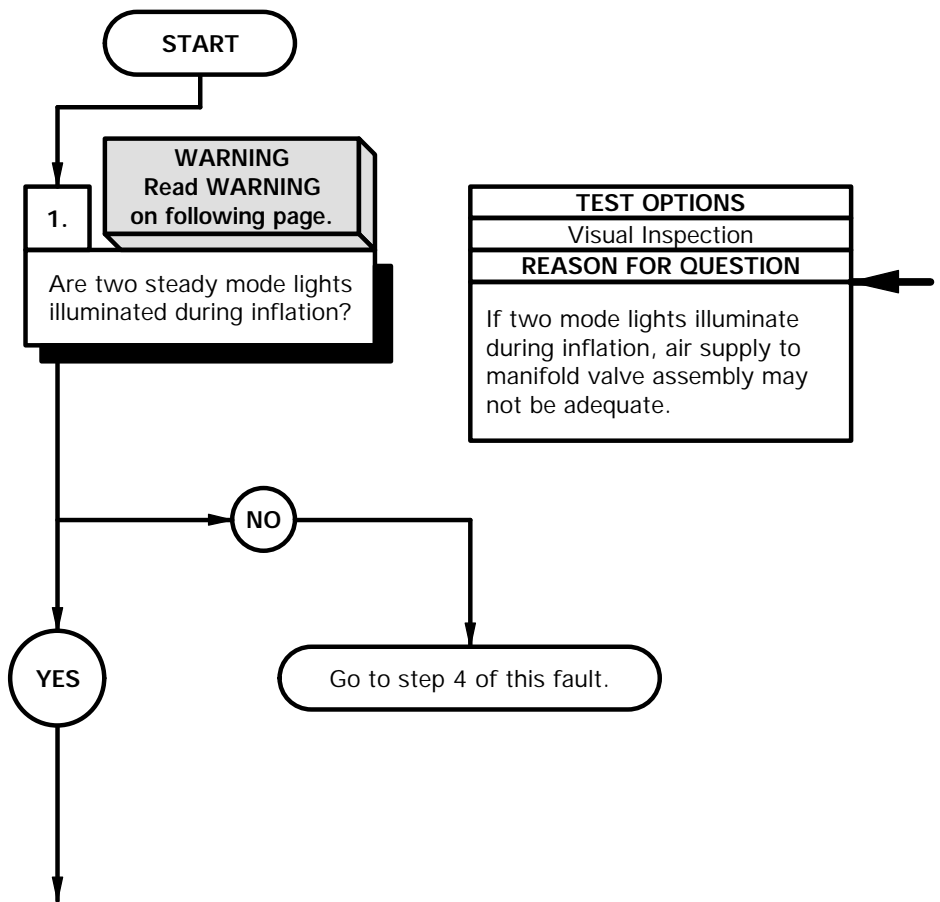 START
WARNING
Read WARNING
on following page.
1.
Are two steady mode lights
illuminated during inflation?
TEST OPTIONS
Visual Inspection
REASON FOR QUESTION
If two mode lights illuminate
during inflation, air supply to
manifold valve assembly may
not be adequate.
NO
YES
Go to step 4 of this fault.